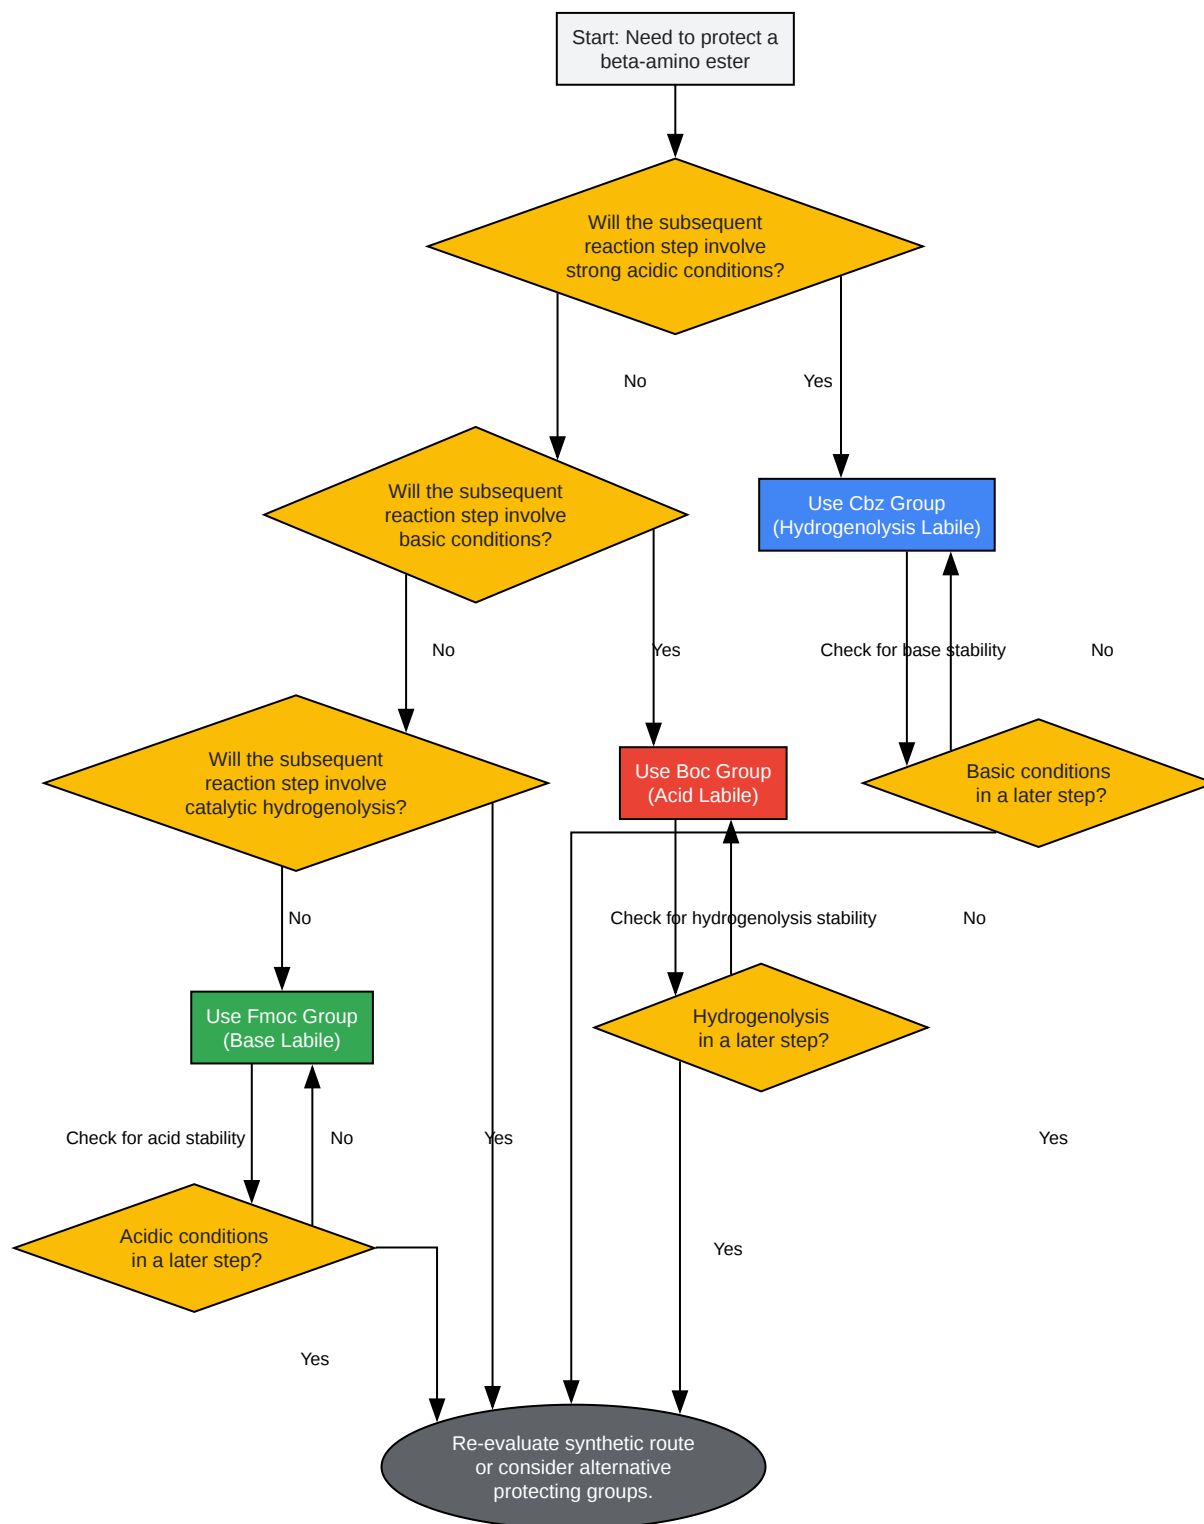 Start: Need to protect a
beta-amino ester
Will the subsequent
reaction step involve
strong acidic conditions?
No
Yes
Will the subsequent
reaction step involve
basic conditions?
Use Cbz Group
(Hydrogenolysis Labile)
No
Yes
Check for base stability
No
Will the subsequent
reaction step involve
catalytic hydrogenolysis?
Use Boc Group
(Acid Labile)
Basic conditions
in a later step?
No
Check for hydrogenolysis stability
No
Use Fmoc Group
(Base Labile)
Hydrogenolysis
in a later step?
Check for acid stability
No
Yes
Yes
Acidic conditions
in a later step?
Yes
Yes
Re-evaluate synthetic route
or consider alternative
protecting groups.